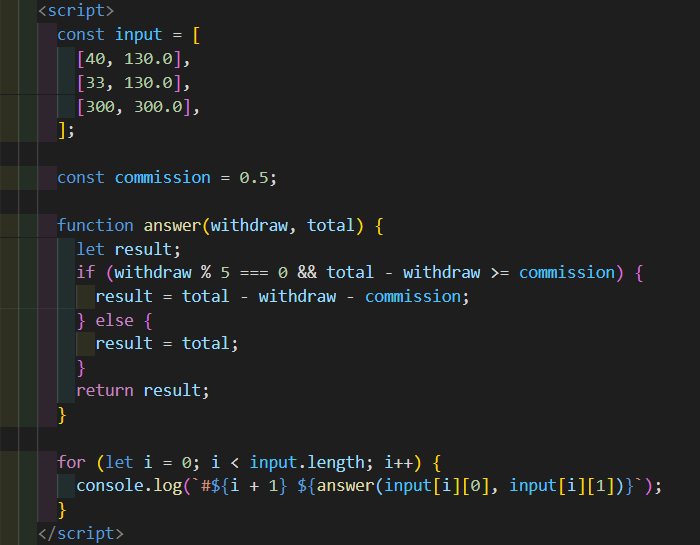 <script>
const input = [
[40, 130.0],
[33, 130.0],
[300, 300.0],
];
const commission = 0.5;
function answer(withdraw, total) {
let result;
if (withdraw % 5 === 0 && total - withdraw >= commission) {
result = total - withdraw - commission;
} else {
result = total;
}
return result;
}
for (let i = 0; i < input.length; i++) {
console.log(`#${i + 1} ${answer(input[i][0], input[i][1])}`);
}
</script>